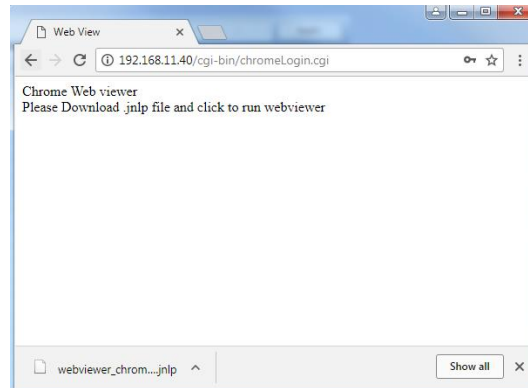 Web View
192.168.11.40/cgi-bin/chromeLogin.cgi
Chrome Web viewer
Please Download .jnlp file and click to run webviewer
webviewer_chrom....jnlp
Show all